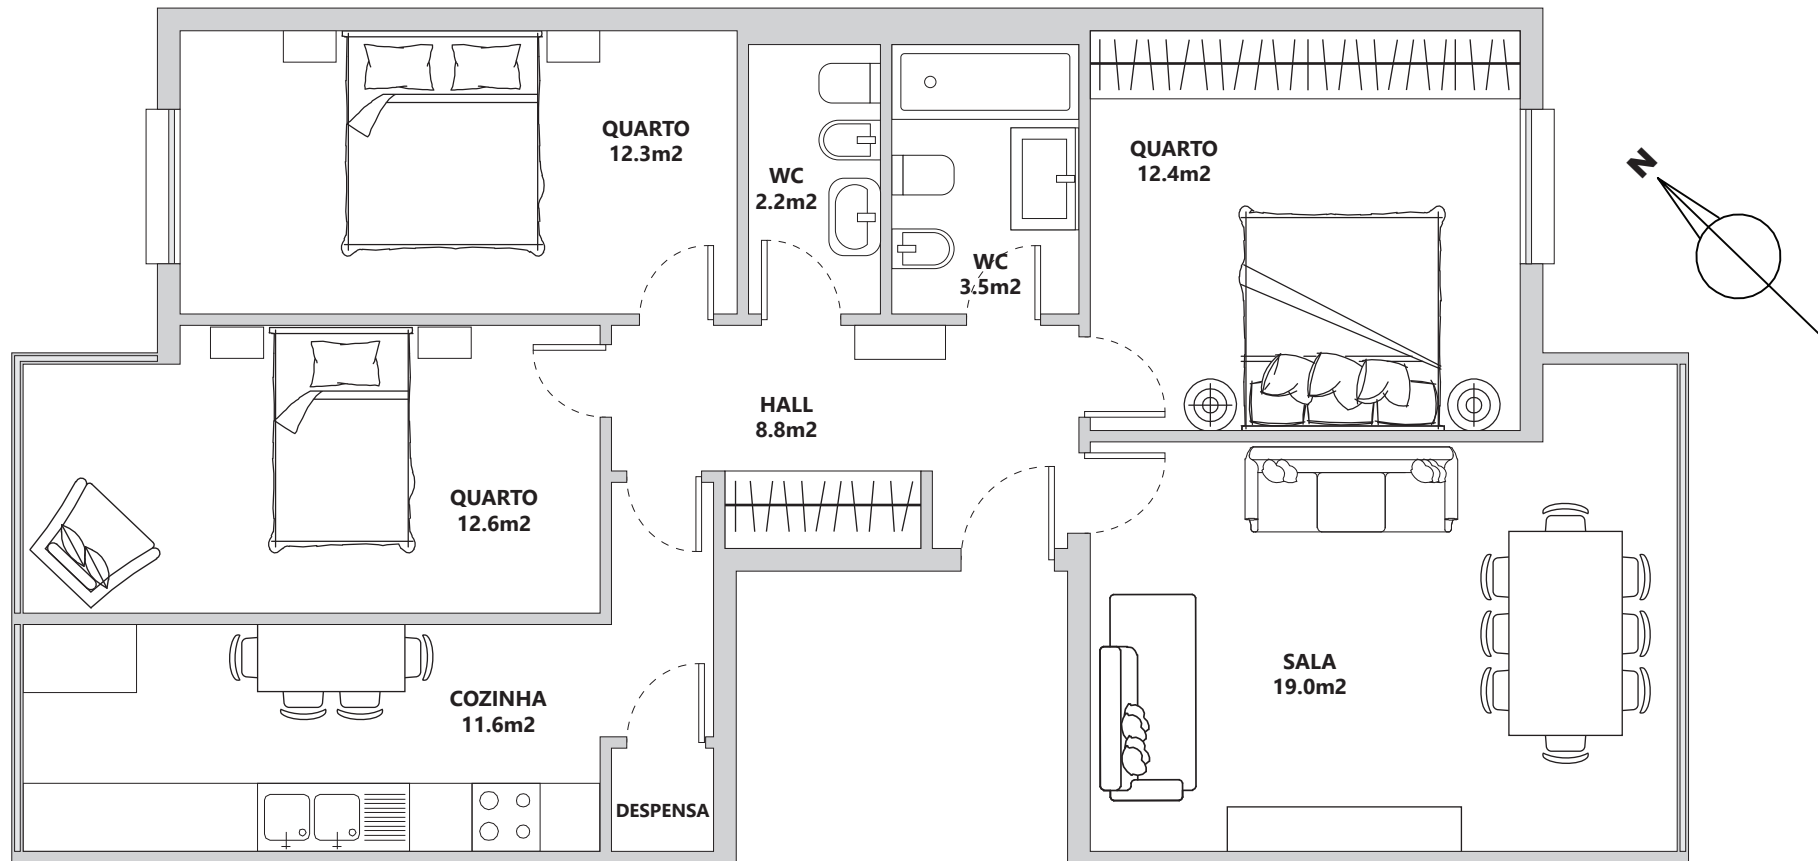 QUARTO
12.3m2
WC
2.2m2
WC
3.5m2
QUARTO
12.4m2
N
HALL
8.8m2
QUARTO
12.6m2
COZINHA
11.6m2
DESPENSA
SALA
19.0m2